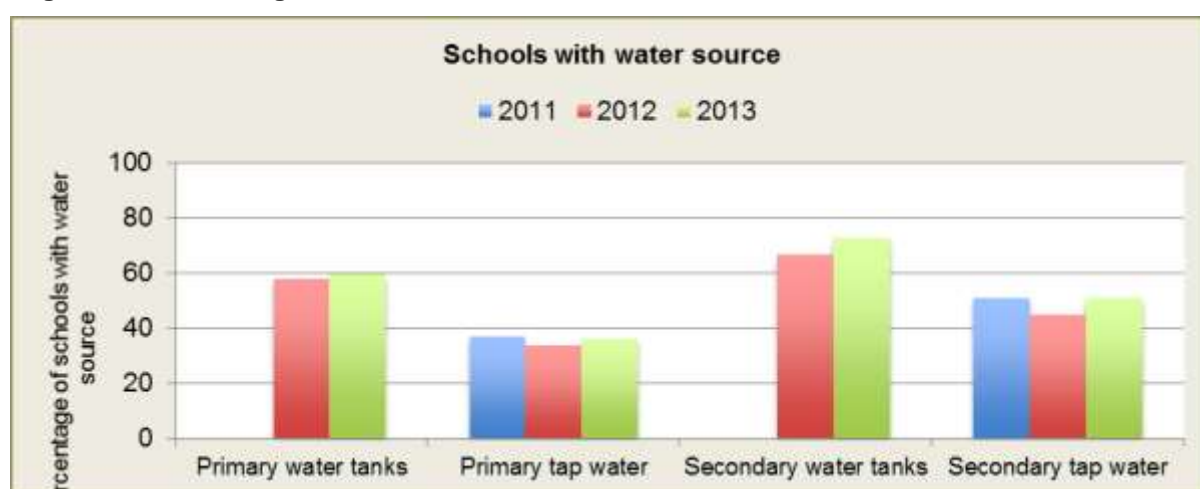 Schools with water source
2011 2012 2013
100
80
60
40
20
0
rcentage of schools with water
source
Primary water tanks Primary tap water Secondary water tanks Secondary tap water